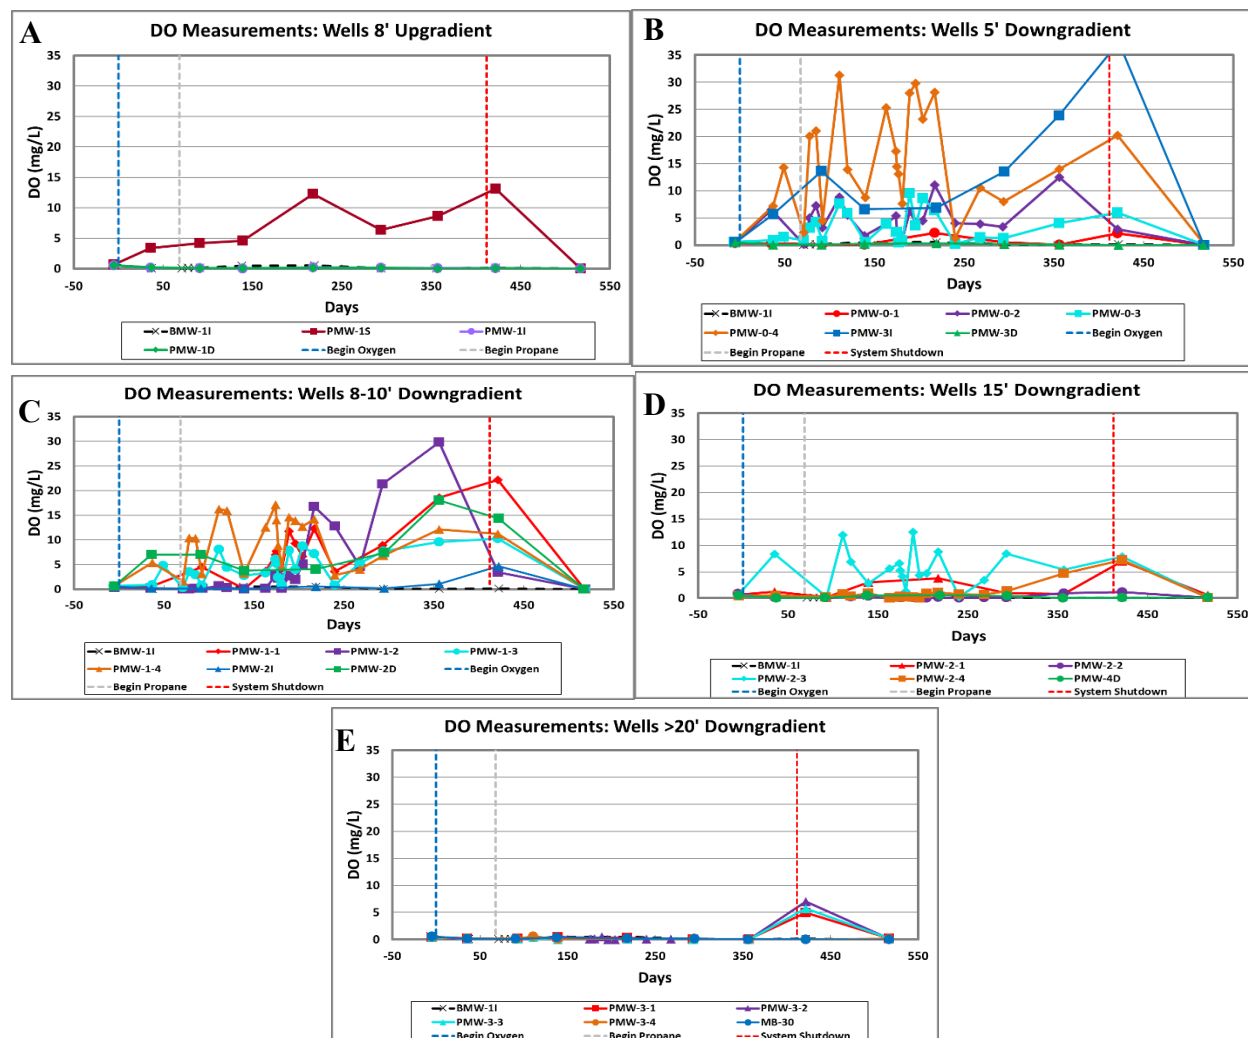 A
DO Measurements: Wells 8' Upgradient
35
30
25
20
15
10
5
0
DO (mg/L)
-50 50 150 250 350 450 550
Days
BMW-1I PMW-1S PMW-1I
PMW-1D Begin Oxygen Begin Propane
B
DO Measurements: Wells 5' Downgradient
35
30
25
20
15
10
5
0
DO (mg/L)
-50 50 150 250 350 450 550
Days
BMW-1I PMW-0-1 PMW-0-2 PMW-0-3
PMW-0-4 PMW-3I PMW-3D Begin Oxygen
Begin Propane System Shutdown
C
DO Measurements: Wells 8-10' Downgradient
35
30
25
20
15
10
5
0
DO (mg/L)
-50 50 150 250 350 450 550
Days
BMW-1I PMW-1-1 PMW-1-2 PMW-1-3
PMW-1-4 PMW-2I PMW-2D Begin Oxygen
Begin Propane System Shutdown
D
DO Measurements: Wells 15' Downgradient
35
30
25
20
15
10
5
0
DO (mg/L)
-50 50 150 250 350 450 550
Days
BMW-1I PMW-2-1 PMW-2-2
PMW-2-3 PMW-2-4 PMW-4D
Begin Oxygen Begin Propane System Shutdown
E
DO Measurements: Wells >20' Downgradient
35
30
25
20
15
10
5
0
DO (mg/L)
-50 50 150 250 350 450 550
Days
BMW-1I PMW-3-1 PMW-3-2
PMW-3-3 PMW-3-4 MB-30
Begin Oxygen Begin Propane System Shutdown